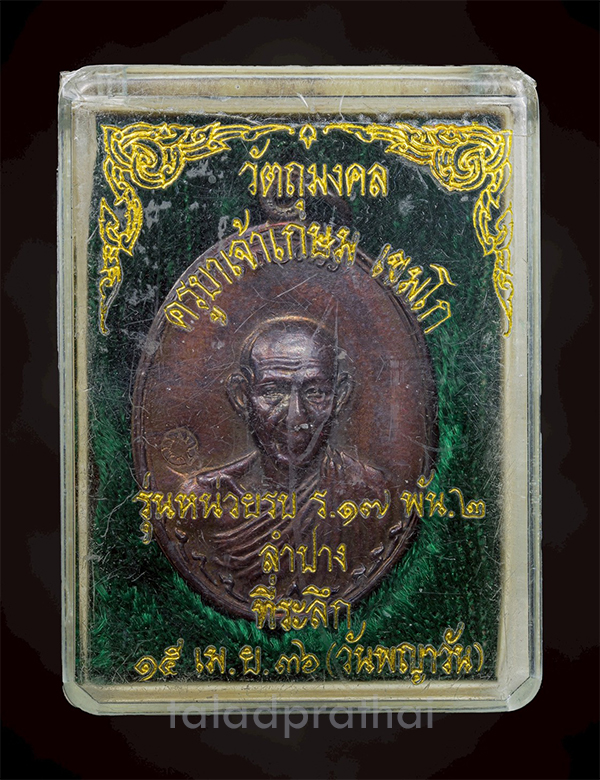 วัตถุมงคล
ครูบาเจ้าเกษม เขมโก
รุ่นหน่วยรบ ร.๑๗ พัน.๒
ลำปาง
ที่ระลึก
๑๕ เม.ย.๓๖ (วันพญาวัน)
taladprathai